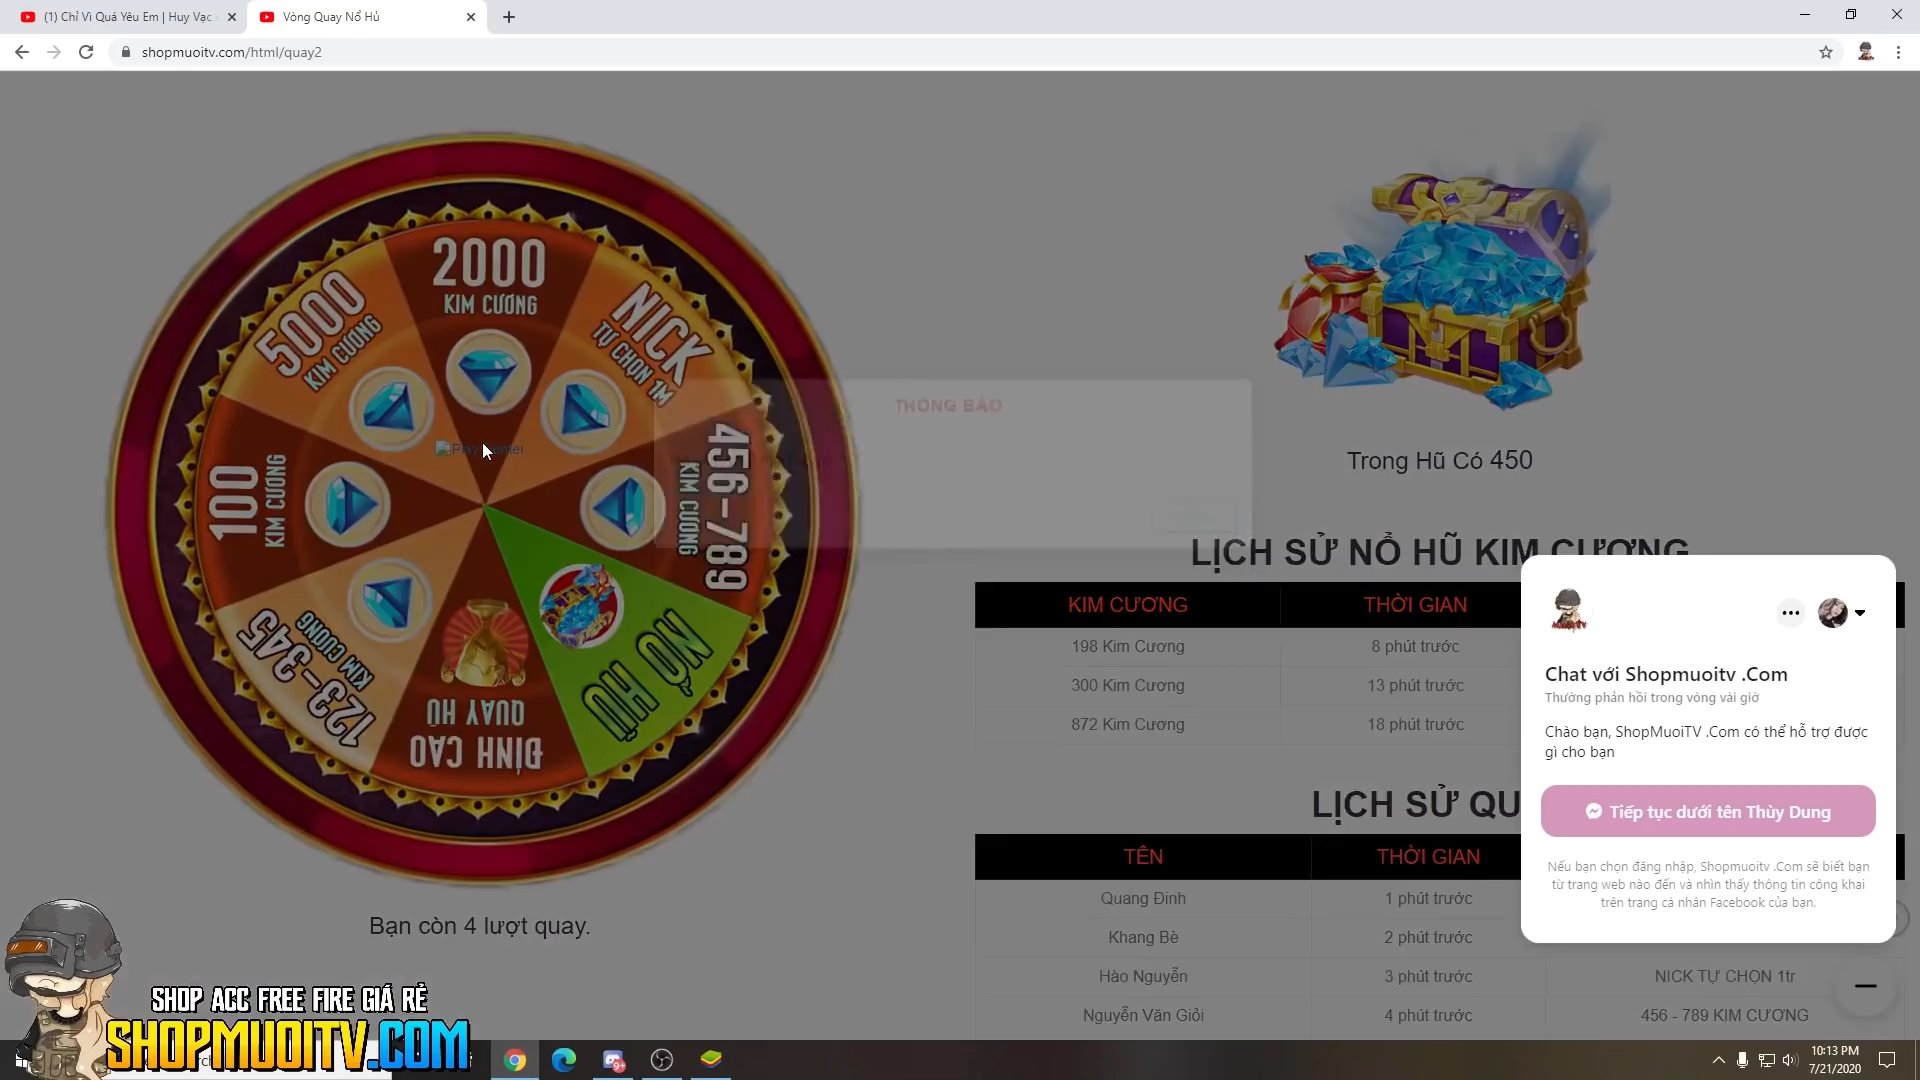 (1) Chỉ Vì Quá Yêu Em | Huy Vạc
Vòng Quay Nổ Hủ
shopmuoitv.com/html/quay2
2000
KIM CƯƠNG
NICK
TỰ CHỌN 1M
456-789
KIM CƯƠNG
NỔ HŨ
ĐỈNH CAO
QUAY HŨ
123-345
KIM CƯƠNG
100
KIM CƯƠNG
5000
KIM CƯƠNG
THÔNG BÁO
Bạn còn 4 lượt quay.
Trong Hũ Có 450
LỊCH SỬ NỔ HŨ KIM CƯƠNG
KIM CƯƠNG THỜI GIAN
198 Kim Cương 8 phút trước
300 Kim Cương 13 phút trước
872 Kim Cương 18 phút trước
LỊCH SỬ QU
TÊN THỜI GIAN
Quang Đinh 1 phút trước
Khang Bè 2 phút trước
Hào Nguyễn 3 phút trước NICK TỰ CHỌN 1tr
Nguyễn Văn Giỏi 4 phút trước 456 - 789 KIM CƯƠNG
Chat với Shopmuoitv .Com
Thường phản hồi trong vòng vài giờ
Chào bạn, ShopMuoiTV .Com có thể hỗ trợ được
gì cho bạn
Tiếp tục dưới tên Thùy Dung
Nếu bạn chọn đăng nhập, Shopmuoitv .Com sẽ biết bạn
từ trang web nào đến và nhìn thấy thông tin công khai
trên trang cá nhân Facebook của bạn.
SHOP ACC FREE FIRE GIÁ RẺ
SHOPMUOITV.COM
9+
10:13 PM
7/21/2020